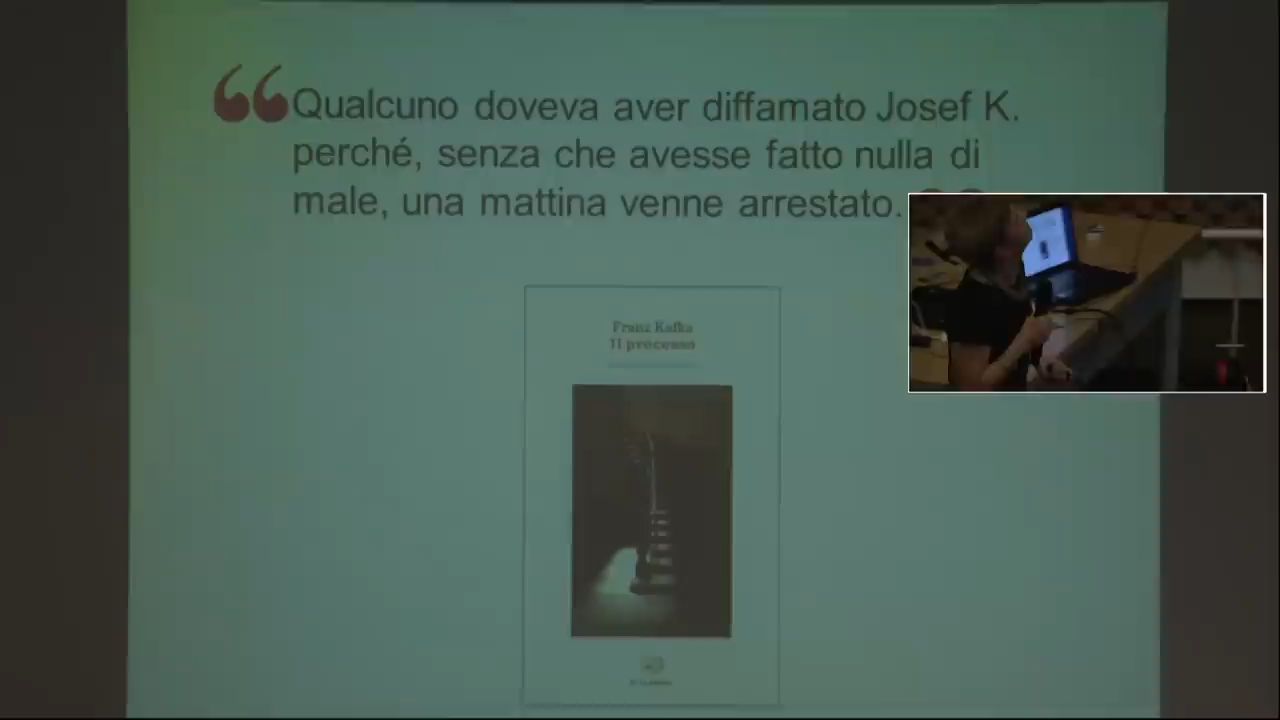 Qualcuno doveva aver diffamato Josef K.
perché, senza che avesse fatto nulla di
male, una mattina venne arrestato.
Franz Kafka
Il processo